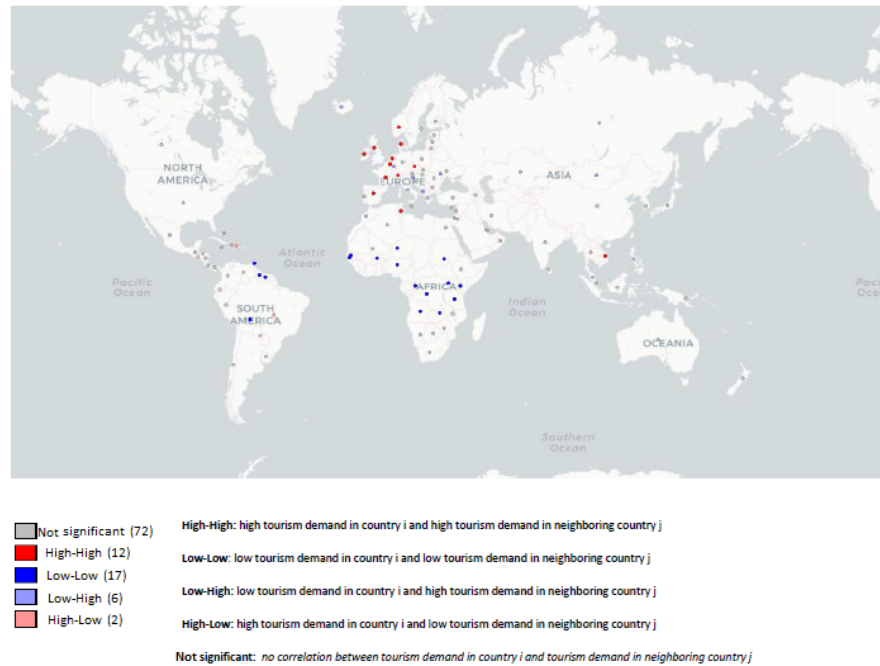 NORTH
AMERICA
EUROPE
ASIA
Atlantic
Ocean
Pacific
Ocean
AFRICA
Indian
Ocean
SOUTH
AMERICA
OCEANIA
Southern
Ocean
Paci
Oce
Not significant (72)
High-High (12)
Low-Low (17)
Low-High (6)
High-Low (2)
High-High: high tourism demand in country i and high tourism demand in neighboring country j
Low-Low: low tourism demand in country i and low tourism demand in neighboring country j
Low-High: low tourism demand in country i and high tourism demand in neighboring country j
High-Low: high tourism demand in country i and low tourism demand in neighboring country j
Not significant: no correlation between tourism demand in country i and tourism demand in neighboring country j